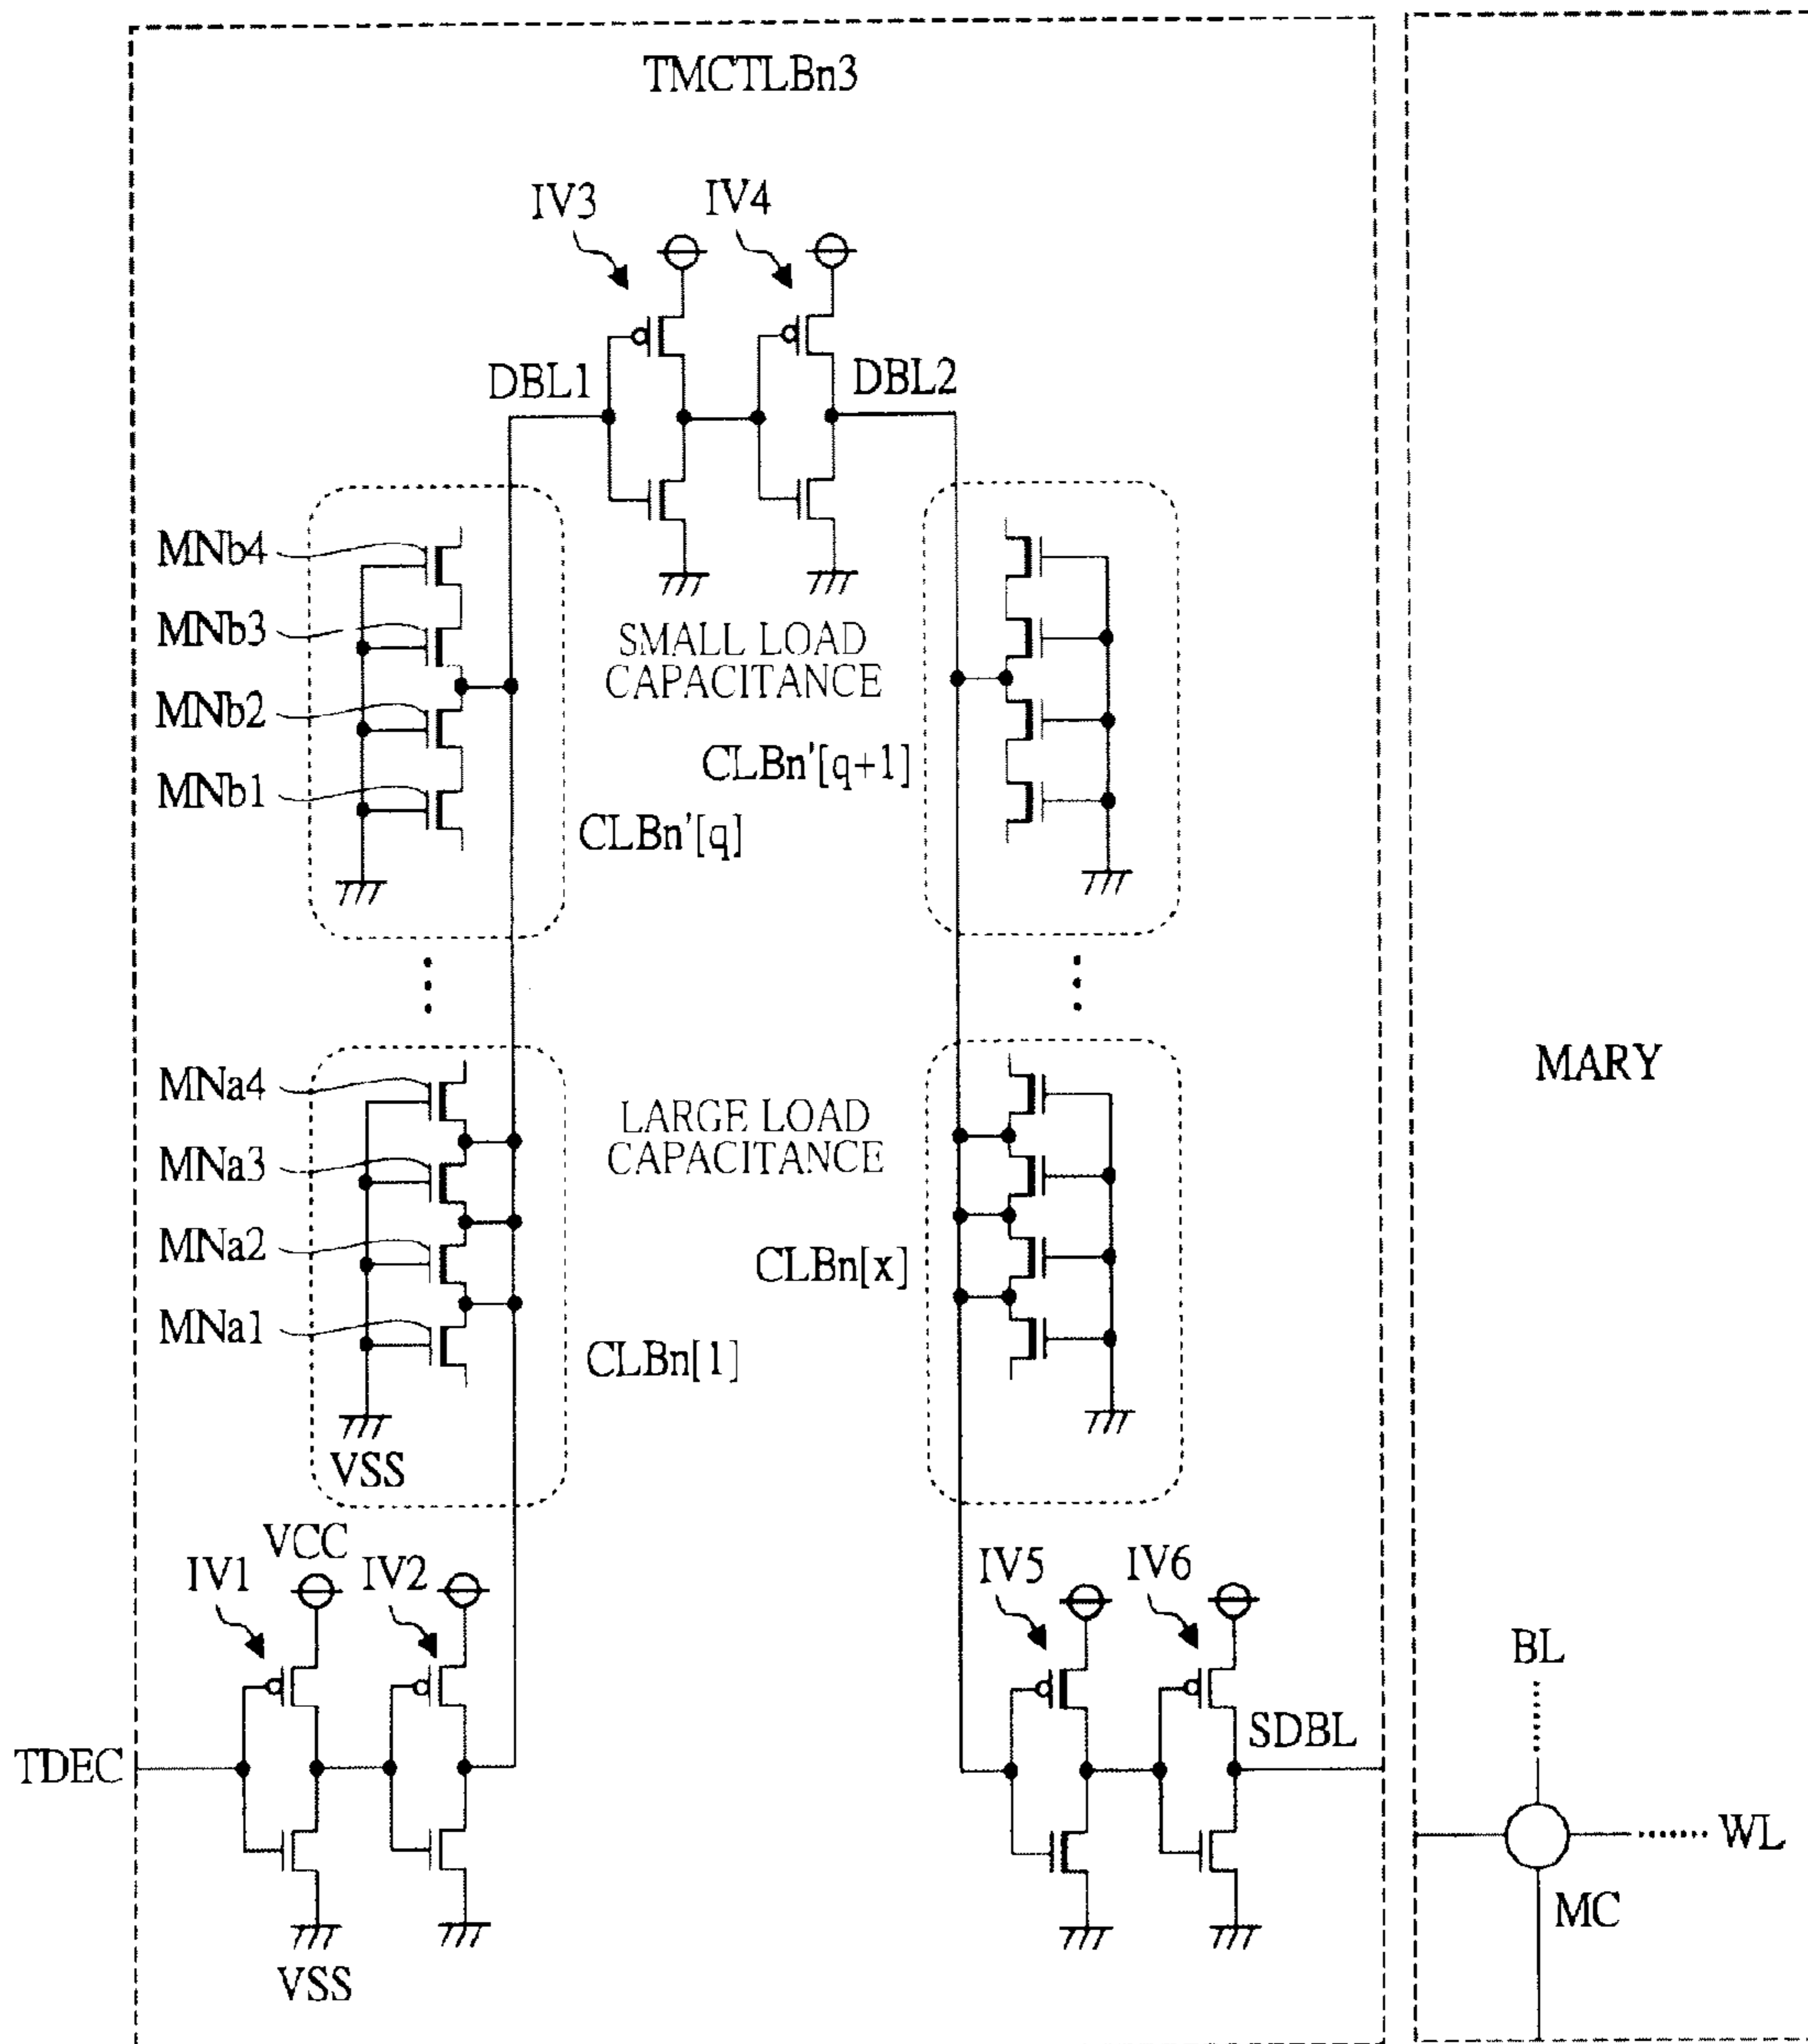 TMCTLBn3
IV3
IV4
DBL1
DBL2
MNb4
MNb3
MNb2
MNb1
SMALL LOAD
CAPACITANCE
CLBn'[q+1]
CLBn'[q]
MARY
MNa4
MNa3
MNa2
MNa1
LARGE LOAD
CAPACITANCE
CLBn[x]
CLBn[1]
VSS
VCC
IV1
IV2
IV5
IV6
BL
SDBL
TDEC
WL
MC
VSS